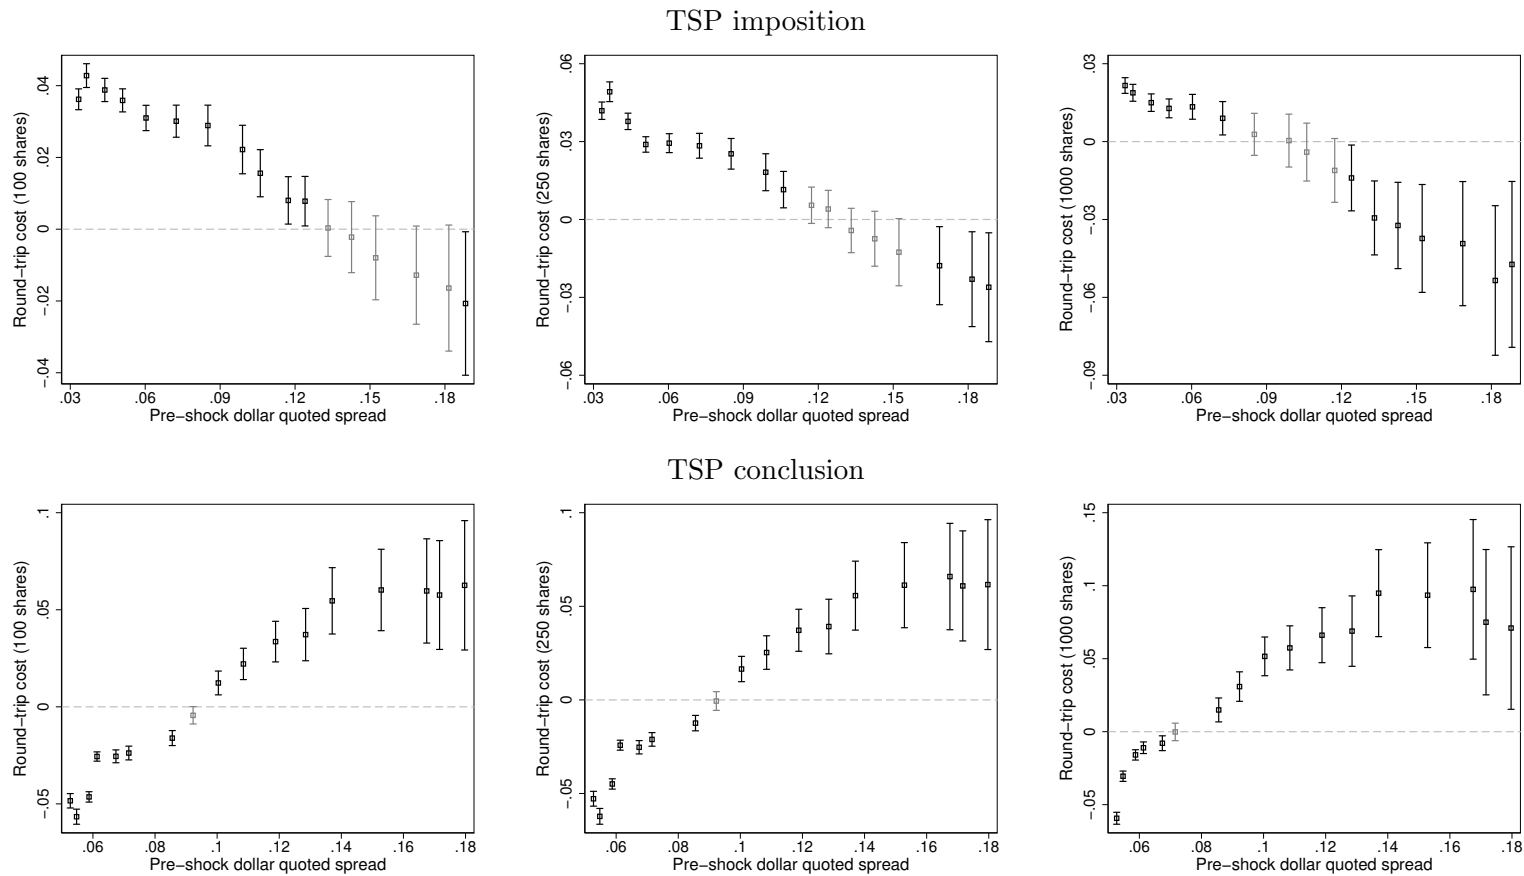 TSP imposition
Round−trip cost (100 shares)
.04
.02
0
−.02
−.04
.03 .06 .09 .12 .15 .18
Pre−shock dollar quoted spread
Round−trip cost (250 shares)
.06
.03
0
−.03
−.06
.03 .06 .09 .12 .15 .18
Pre−shock dollar quoted spread
Round−trip cost (1000 shares)
.03
0
−.03
−.06
−.09
.03 .06 .09 .12 .15 .18
Pre−shock dollar quoted spread
TSP conclusion
Round−trip cost (100 shares)
.1
.05
0
−.05
.06 .08 .1 .12 .14 .16 .18
Pre−shock dollar quoted spread
Round−trip cost (250 shares)
.1
.05
0
−.05
.06 .08 .1 .12 .14 .16 .18
Pre−shock dollar quoted spread
Round−trip cost (1000 shares)
.15
.1
.05
0
−.05
.06 .08 .1 .12 .14 .16 .18
Pre−shock dollar quoted spread